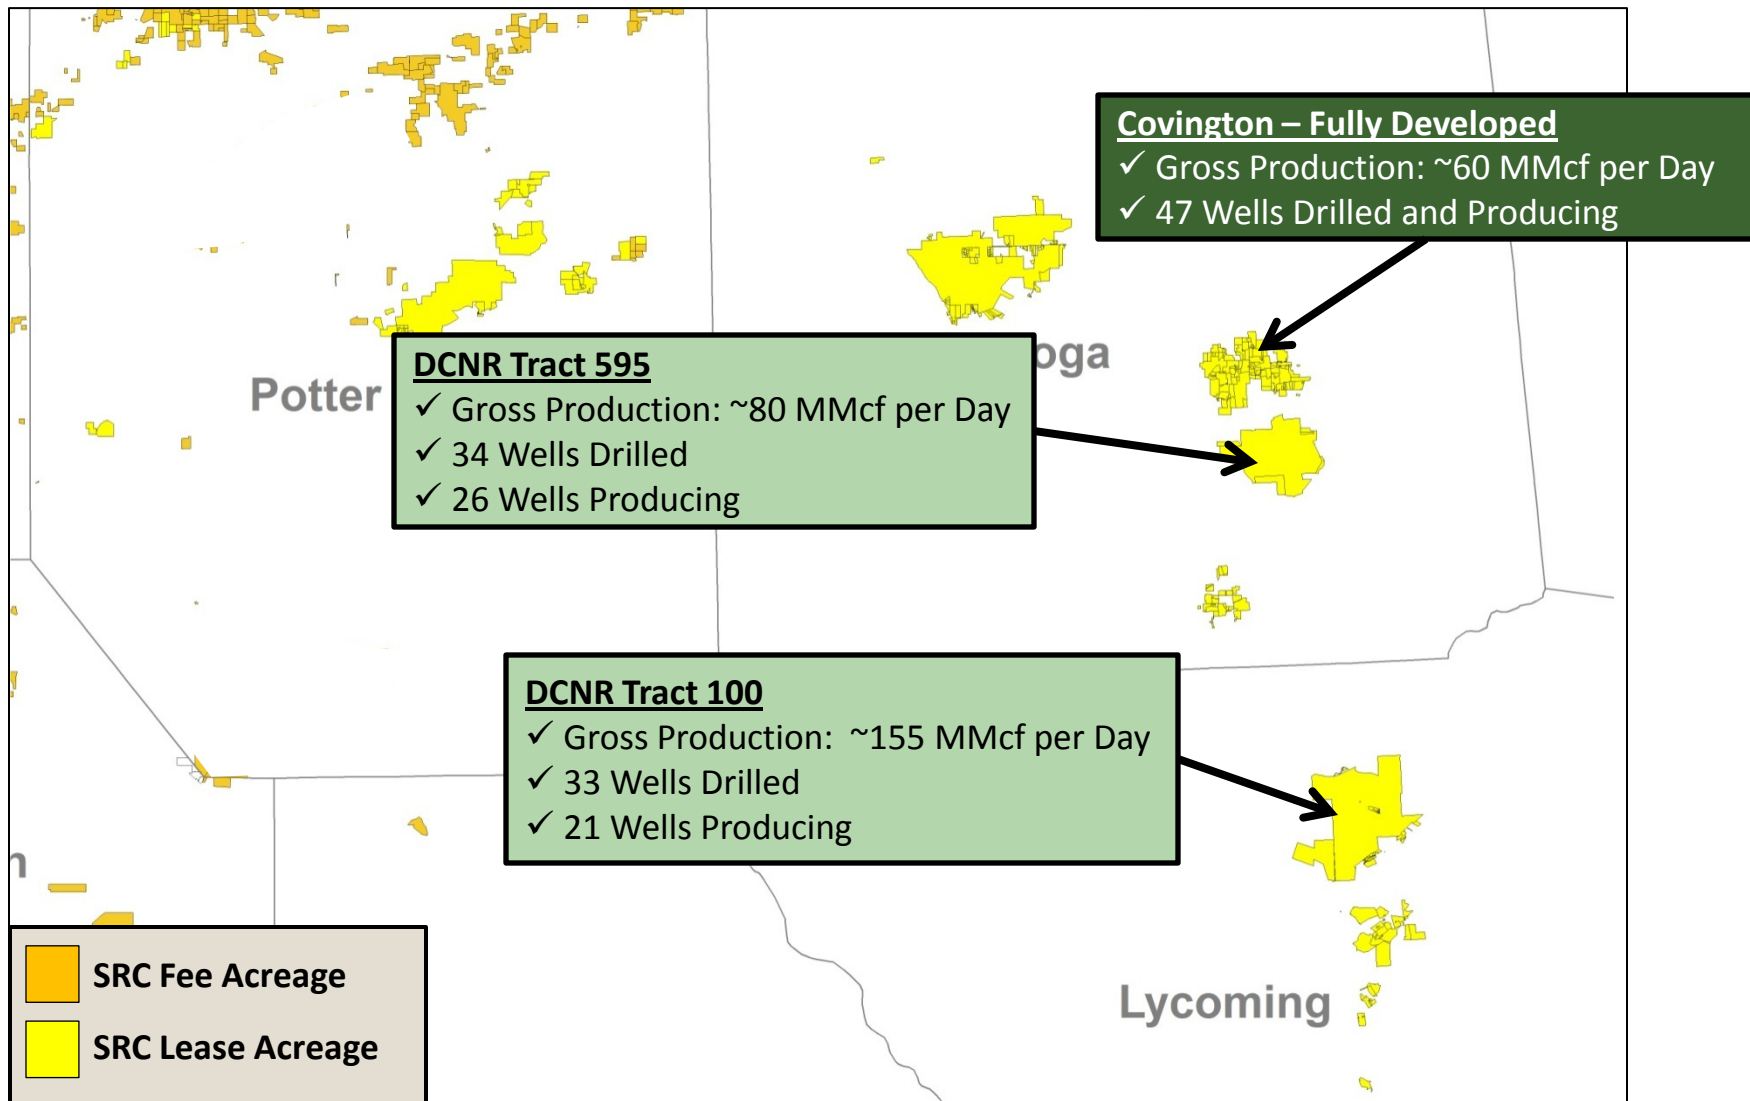 Covington – Fully Developed
✓ Gross Production: ~60 MMcf per Day
✓ 47 Wells Drilled and Producing
oga
Potter
DCNR Tract 595
✓ Gross Production: ~80 MMcf per Day
✓ 34 Wells Drilled
✓ 26 Wells Producing
DCNR Tract 100
✓ Gross Production: ~155 MMcf per Day
✓ 33 Wells Drilled
✓ 21 Wells Producing
n
SRC Fee Acreage
SRC Lease Acreage
Lycoming